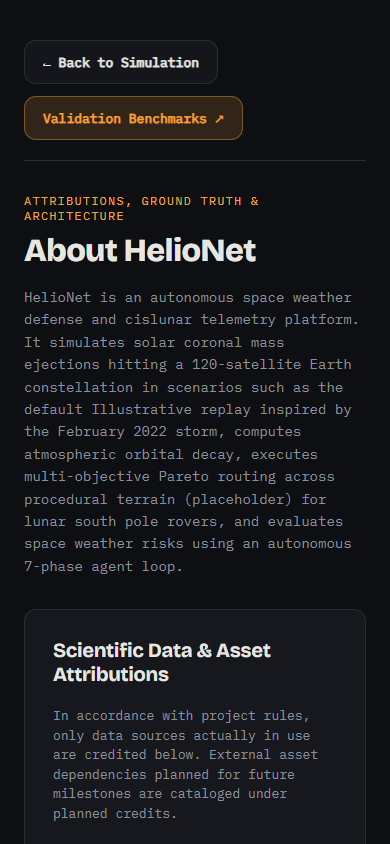 ← Back to Simulation
Validation Benchmarks ↗
ATTRIBUTIONS, GROUND TRUTH &
ARCHITECTURE
About HelioNet
HelioNet is an autonomous space weather
defense and cislunar telemetry platform.
It simulates solar coronal mass
ejections hitting a 120-satellite Earth
constellation in scenarios such as the
default Illustrative replay inspired by
the February 2022 storm, computes
atmospheric orbital decay, executes
multi-objective Pareto routing across
procedural terrain (placeholder) for
lunar south pole rovers, and evaluates
space weather risks using an autonomous
7-phase agent loop.
Scientific Data & Asset
Attributions
In accordance with project rules,
only data sources actually in use
are credited below. External asset
dependencies planned for future
milestones are cataloged under
planned credits.